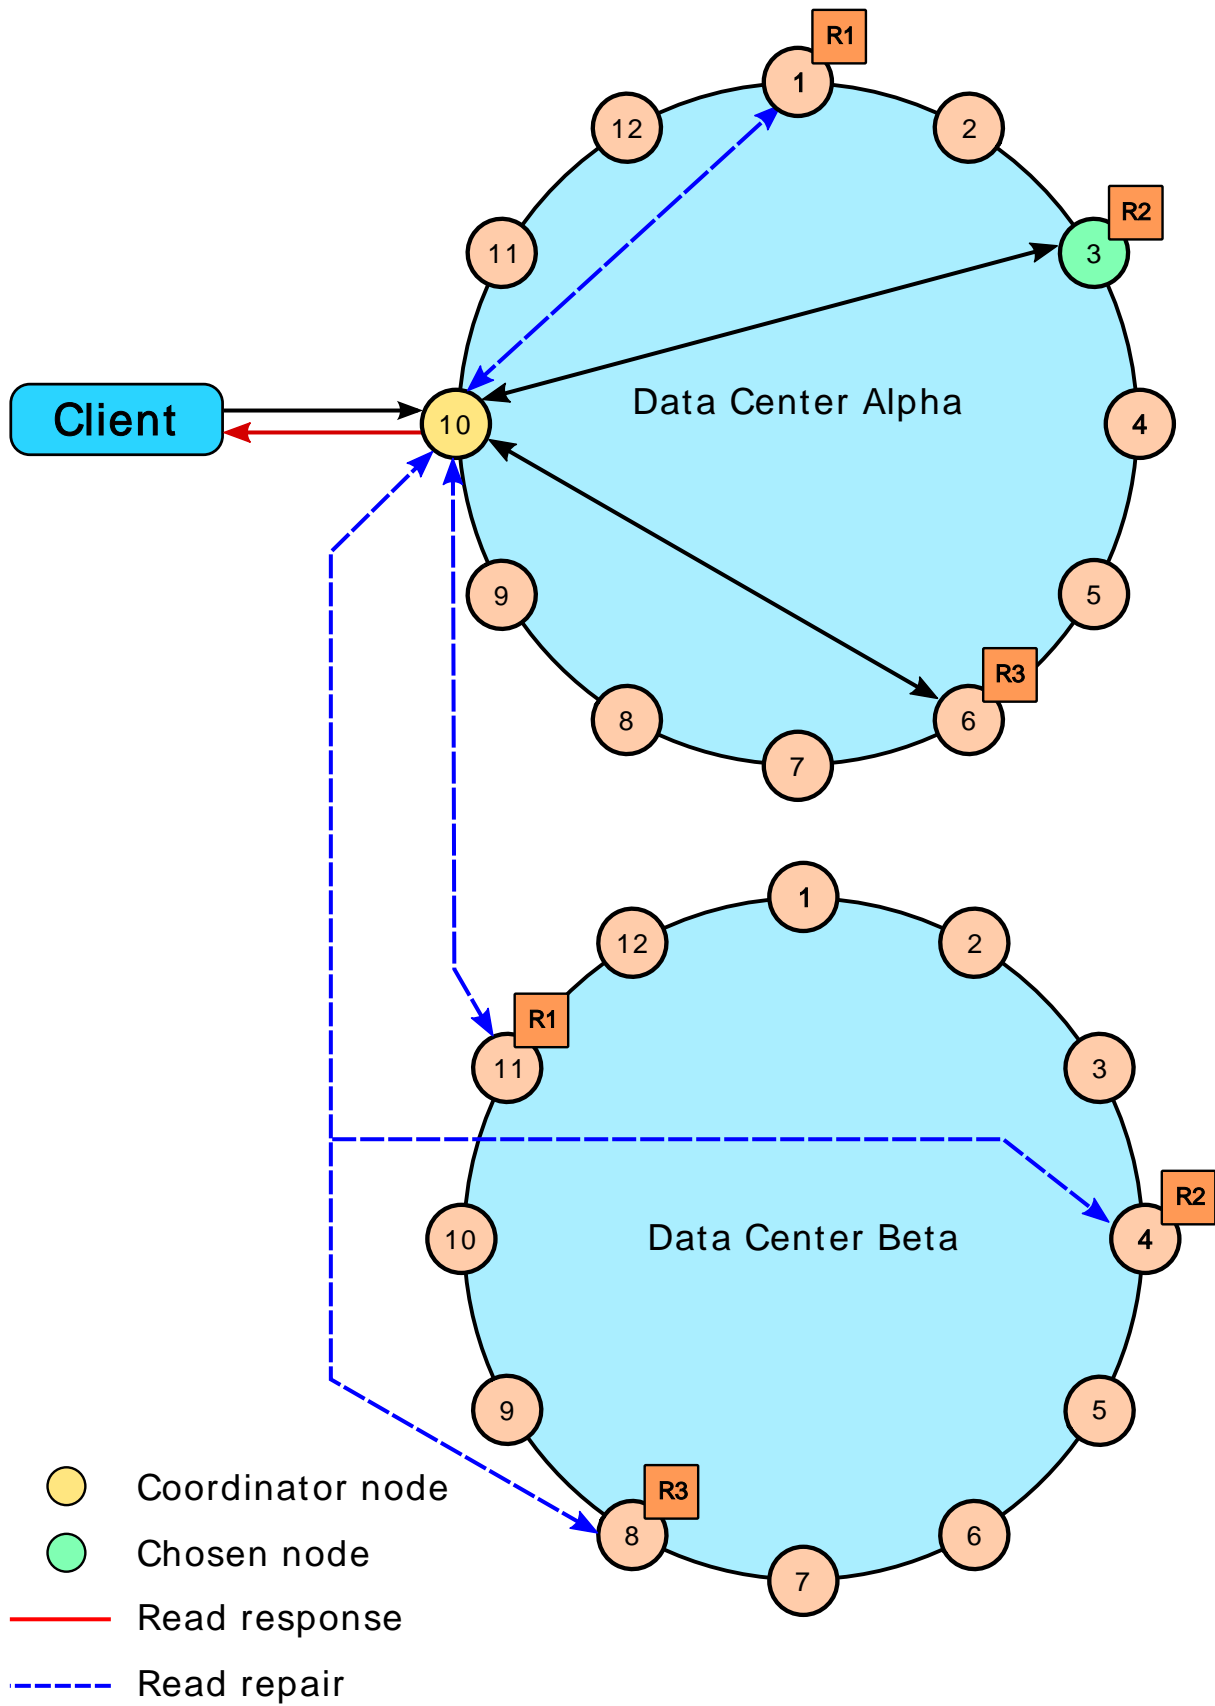 R1
1
12
2
R2
11
3
Client
10
Data Center Alpha
4
9
5
R3
8
6
7
1
12
2
R1
11
3
R2
10
Data Center Beta
4
9
5
Coordinator node
R3
8
6
Chosen node
7
Read response
Read repair